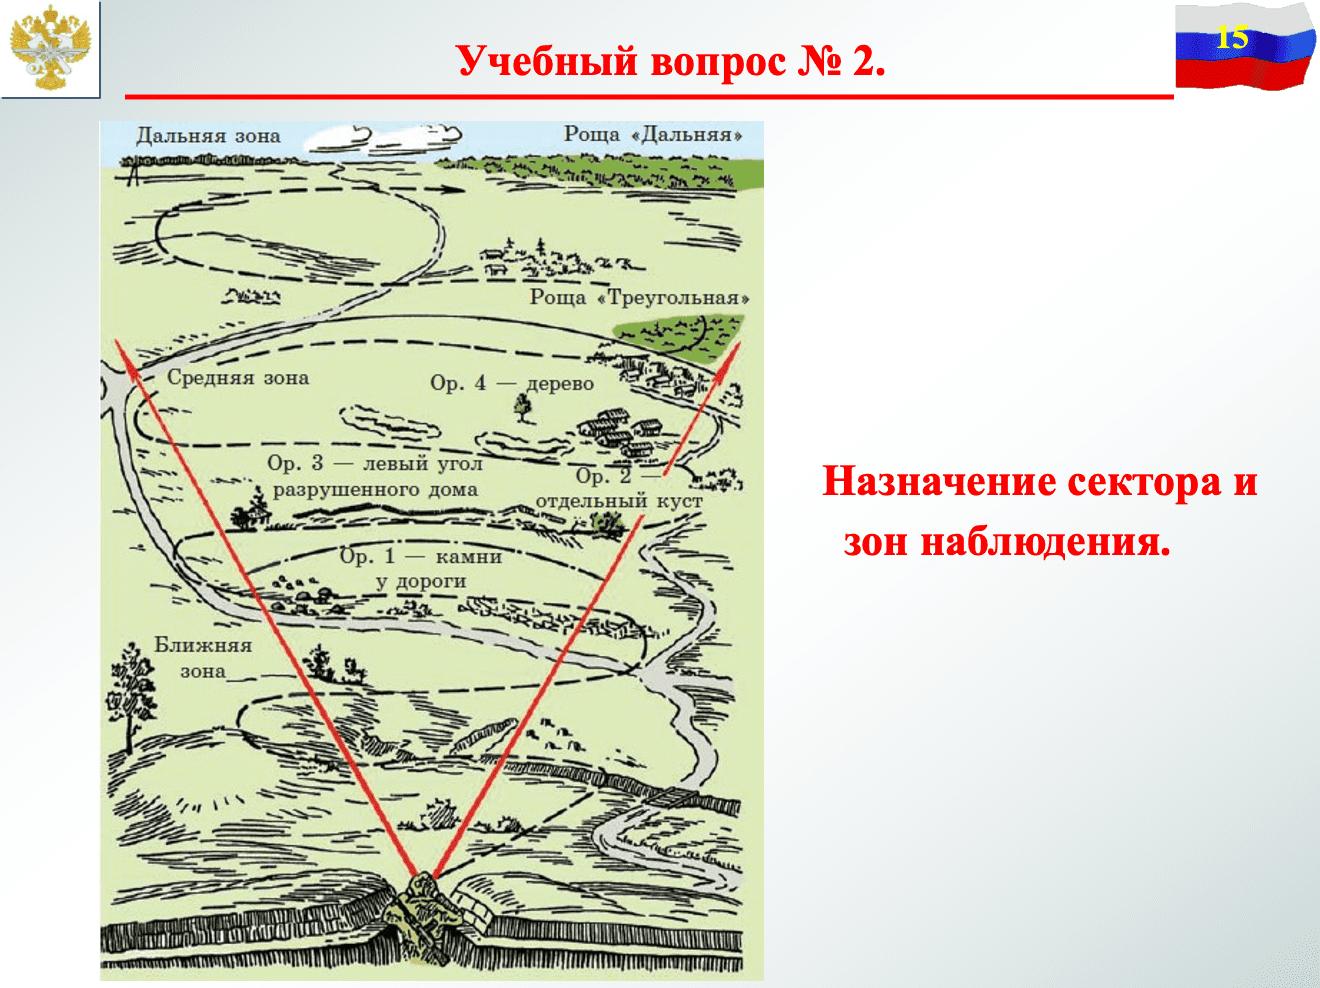 Учебный вопрос № 2.
15
Дальняя зона
Роща «Дальняя»
Роща «Треугольная»
Средняя зона
Ор. 4 — дерево
Ор. 3 — левый угол
разрушенного дома
Ор. 2 —
отдельный куст
Ор. 1 — камни
у дороги
Ближняя
зона
Назначение сектора и
зон наблюдения.